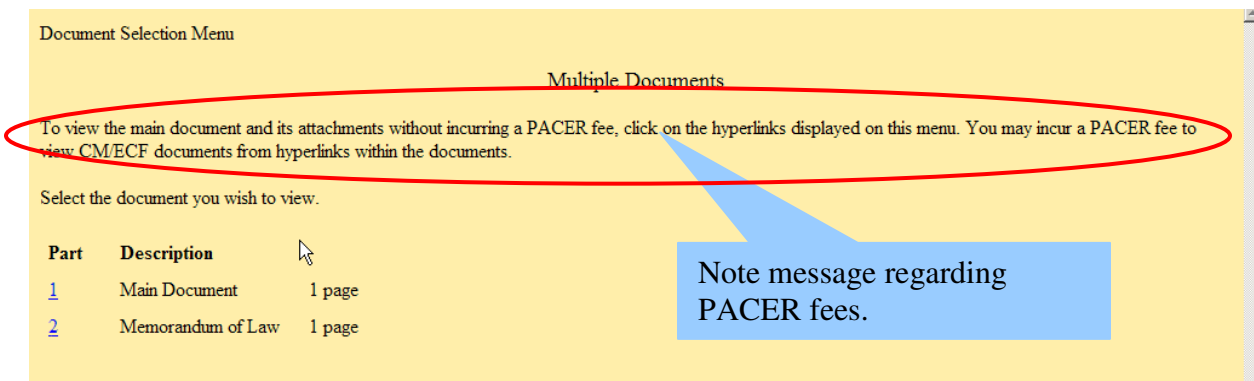 Document Selection Menu
Multiple Documents
To view the main document and its attachments without incurring a PACER fee, click on the hyperlinks displayed on this menu. You may incur a PACER fee to
view CM/ECF documents from hyperlinks within the documents.
Select the document you wish to view.
Part Description
1 Main Document 1 page
2 Memorandum of Law 1 page
Note message regarding
PACER fees.